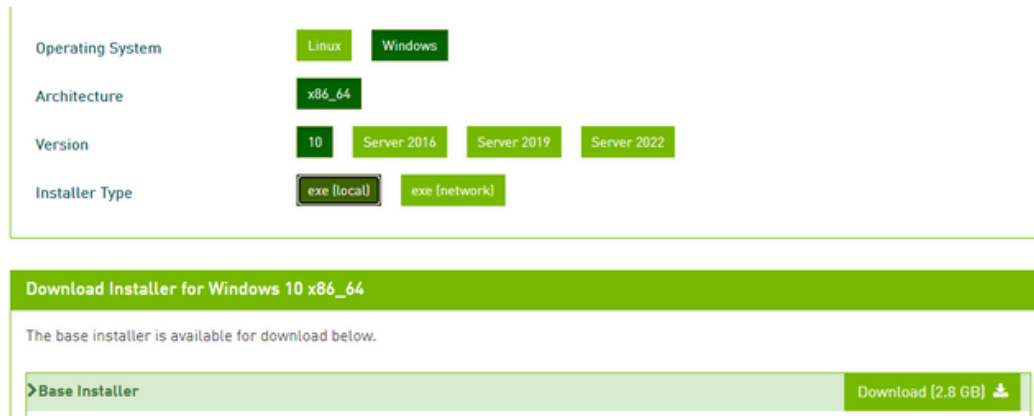 Operating System Linux Windows
Architecture x86_64
Version 10 Server 2016 Server 2019 Server 2022
Installer Type exe (local) exe (network)
Download Installer for Windows 10 x86_64
The base installer is available for download below.
Base Installer Download (2.8 GB)